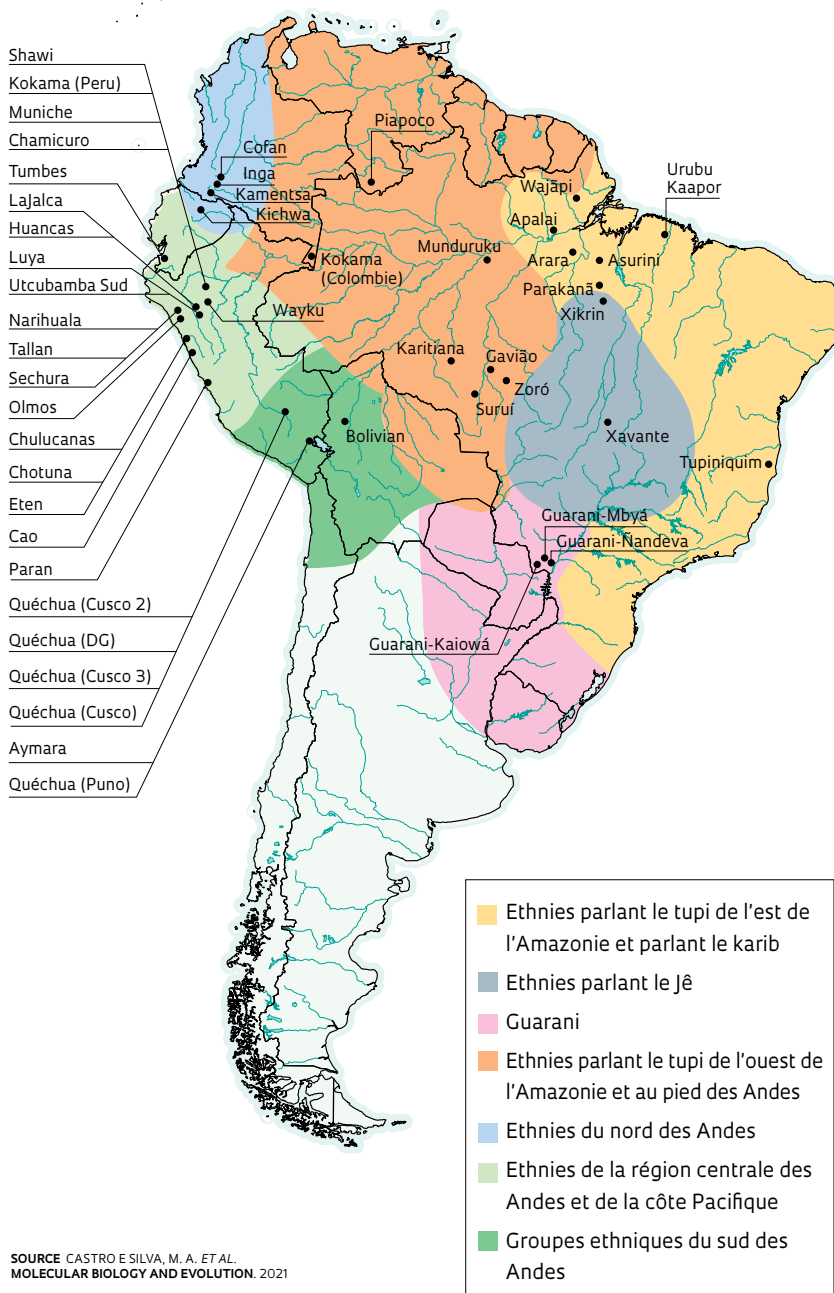 Shawi
Kokama (Peru)
Muniche
Chamicuro
Tumbes
LaJalca
Huancas
Luya
Utcubamba Sud
Narihuala
Tallan
Sechura
Olmos
Chulucanas
Chotuna
Eten
Cao
Paran
Quéchua (Cusco 2)
Quéchua (DG)
Quéchua (Cusco 3)
Quéchua (Cusco)
Aymara
Quéchua (Puno)
Cofan
Inga
Kamentsa
Kichwa
Piapoco
Kokama
(Colombie)
Wayku
Munduruku
Wajãpi
Apalai
Urubu
Kaapor
Arara
Asurini
Parakanã
Xikrin
Karitiana
Gavião
Zoró
Suruí
Bolivian
Xavante
Tupiniquim
Guarani-Mbyá
Guarani-Ñandeva
Guarani-Kaiowá
Ethnies parlant le tupi de l'est de
l'Amazonie et parlant le karib
Ethnies parlant le Jê
Guarani
Ethnies parlant le tupi de l'ouest de
l'Amazonie et au pied des Andes
Ethnies du nord des Andes
Ethnies de la région centrale des
Andes et de la côte Pacifique
Groupes ethniques du sud des
Andes
SOURCE CASTRO E SILVA, M. A. ET AL.
MOLECULAR BIOLOGY AND EVOLUTION. 2021